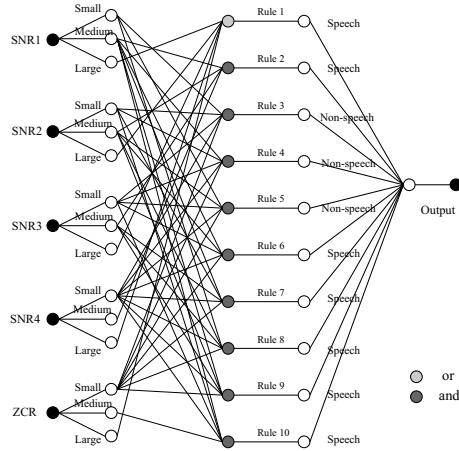 Small
Medium
Large
SNR1
Small
Medium
Large
SNR2
Small
Medium
Large
SNR3
Small
Medium
Large
SNR4
Small
Medium
Large
ZCR
Rule 1
Rule 2
Rule 3
Rule 4
Rule 5
Rule 6
Rule 7
Rule 8
Rule 9
Rule 10
Speech
Speech
Non-speech
Non-speech
Non-speech
Speech
Speech
Speech
Speech
Speech
Output
or
and